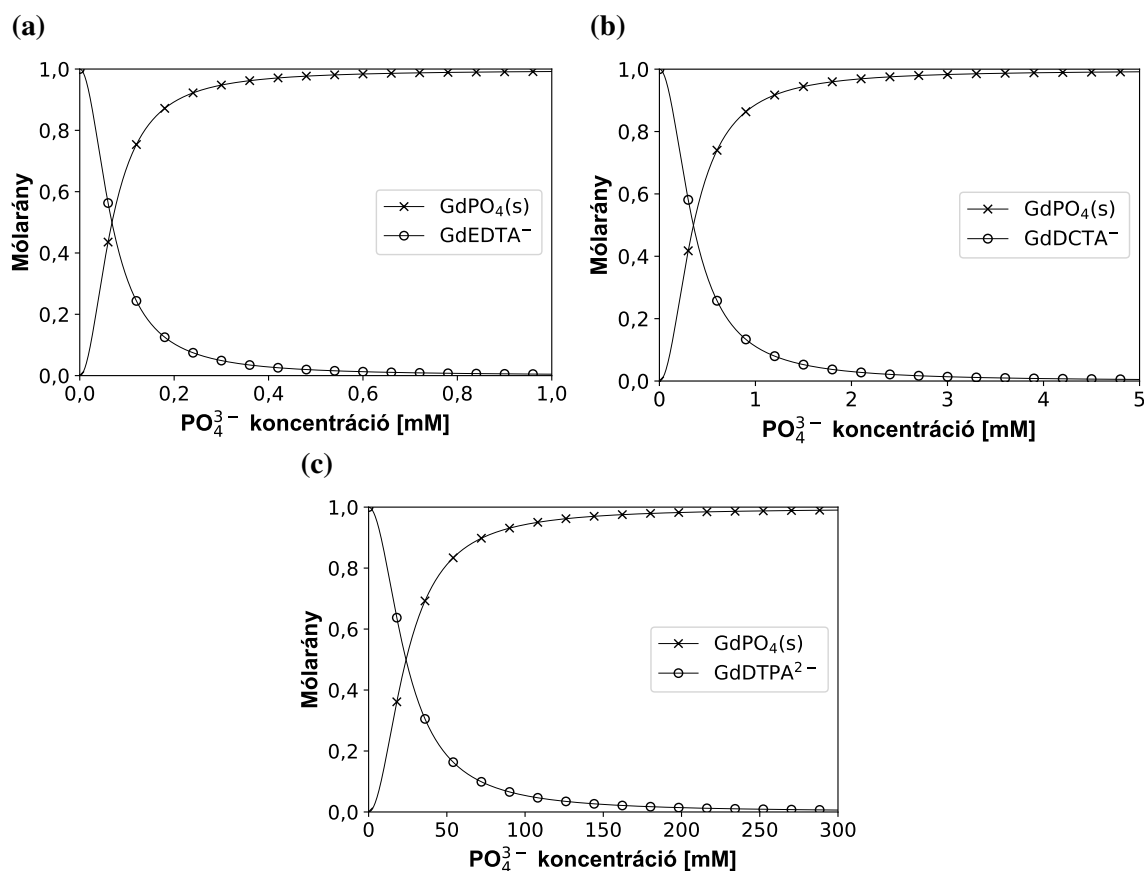 (a)
1,0
0,8
0,6
0,4
0,2
0,0
Mólarány
GdPO₄(s)
GdEDTA⁻
0,0 0,2 0,4 0,6 0,8 1,0
PO₄³⁻ koncentráció [mM]
(b)
1,0
0,8
0,6
0,4
0,2
0,0
Mólarány
GdPO₄(s)
GdDCTA⁻
0 1 2 3 4 5
PO₄³⁻ koncentráció [mM]
(c)
1,0
0,8
0,6
0,4
0,2
0,0
Mólarány
GdPO₄(s)
GdDTPA²⁻
0 50 100 150 200 250 300
PO₄³⁻ koncentráció [mM]